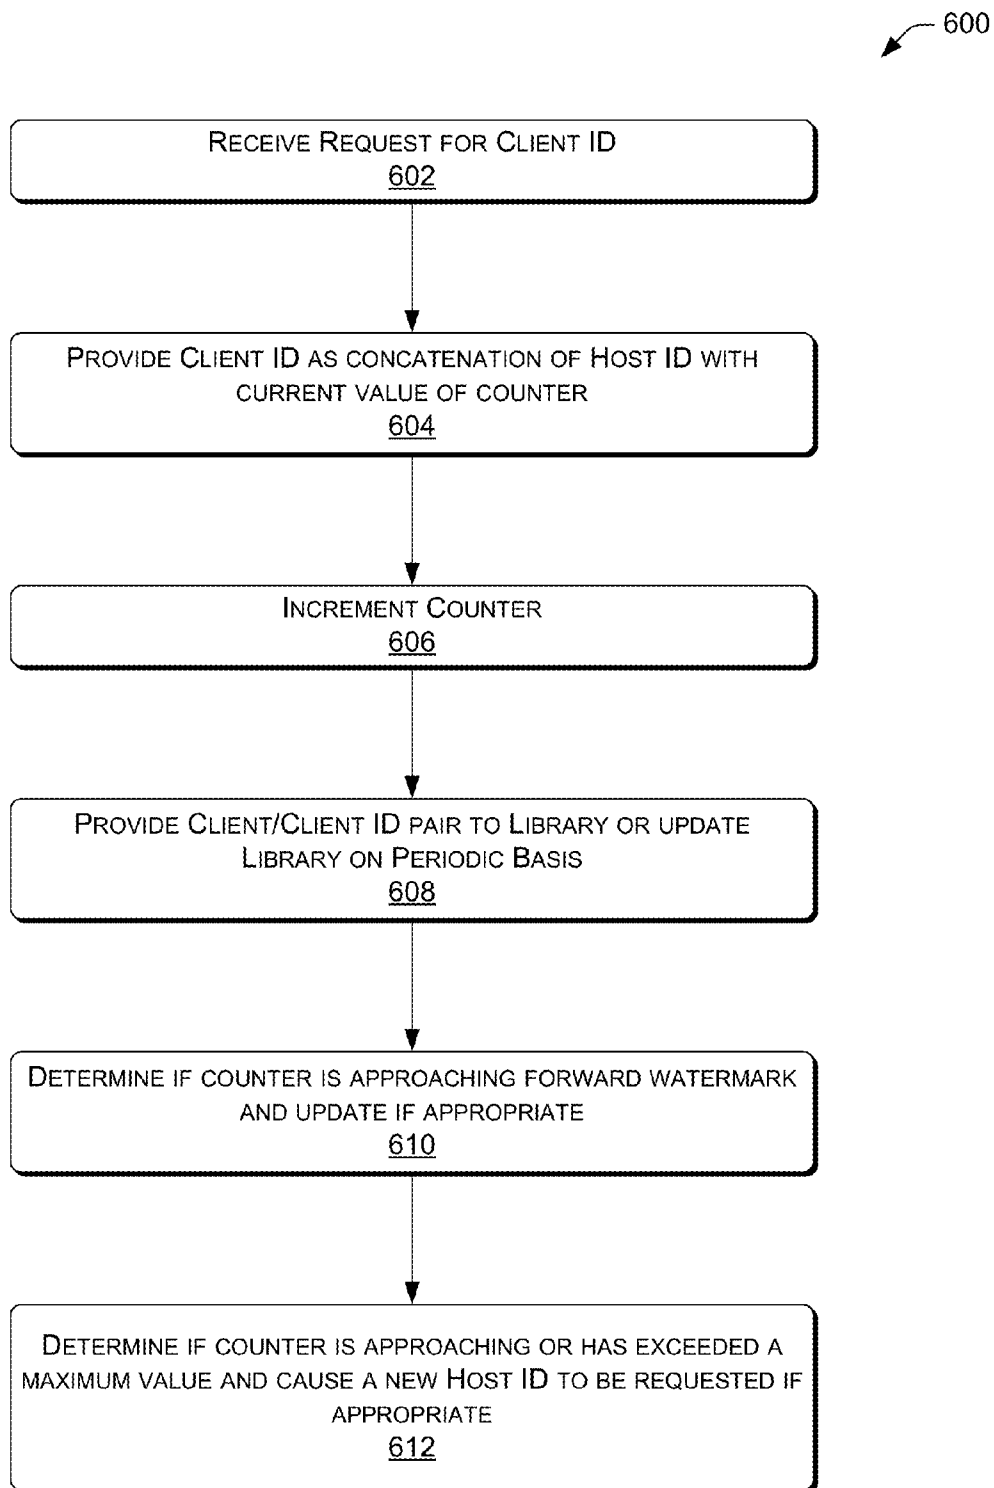 600
RECEIVE REQUEST FOR CLIENT ID
602
PROVIDE CLIENT ID AS CONCATENATION OF HOST ID WITH
CURRENT VALUE OF COUNTER
604
INCREMENT COUNTER
606
PROVIDE CLIENT/CLIENT ID PAIR TO LIBRARY OR UPDATE
LIBRARY ON PERIODIC BASIS
608
DETERMINE IF COUNTER IS APPROACHING FORWARD WATERMARK
AND UPDATE IF APPROPRIATE
610
DETERMINE IF COUNTER IS APPROACHING OR HAS EXCEEDED A
MAXIMUM VALUE AND CAUSE A NEW HOST ID TO BE REQUESTED IF
APPROPRIATE
612